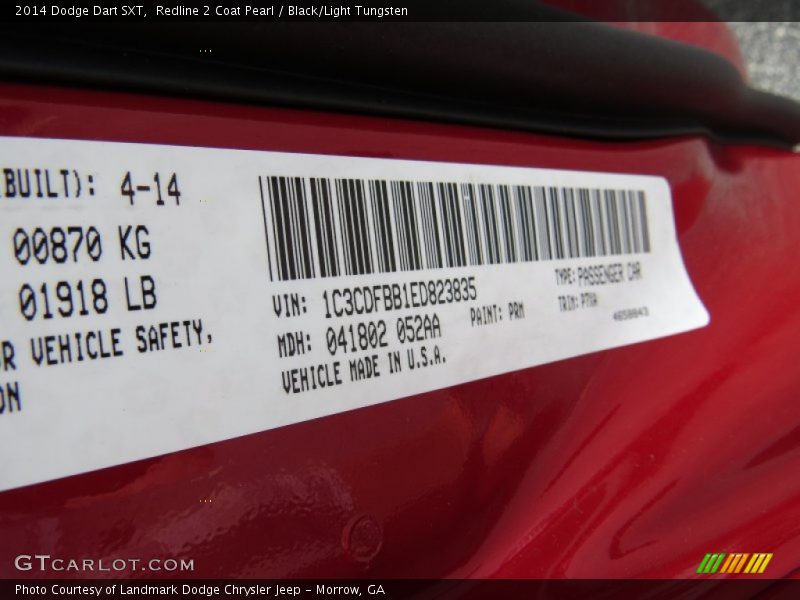 2014 Dodge Dart SXT,  Redline 2 Coat Pearl / Black/Light Tungsten
BUILT): 4-14
00870 KG
01918 LB
R VEHICLE SAFETY,
ON
VIN: 1C3CDFBB1ED823835
MDH: 041802 052AA
VEHICLE MADE IN U.S.A.
PAINT: PRM
TYPE: PASSENGER CAR
TRIM:
GTCARLOT.COM
Photo Courtesy of Landmark Dodge Chrysler Jeep - Morrow, GA